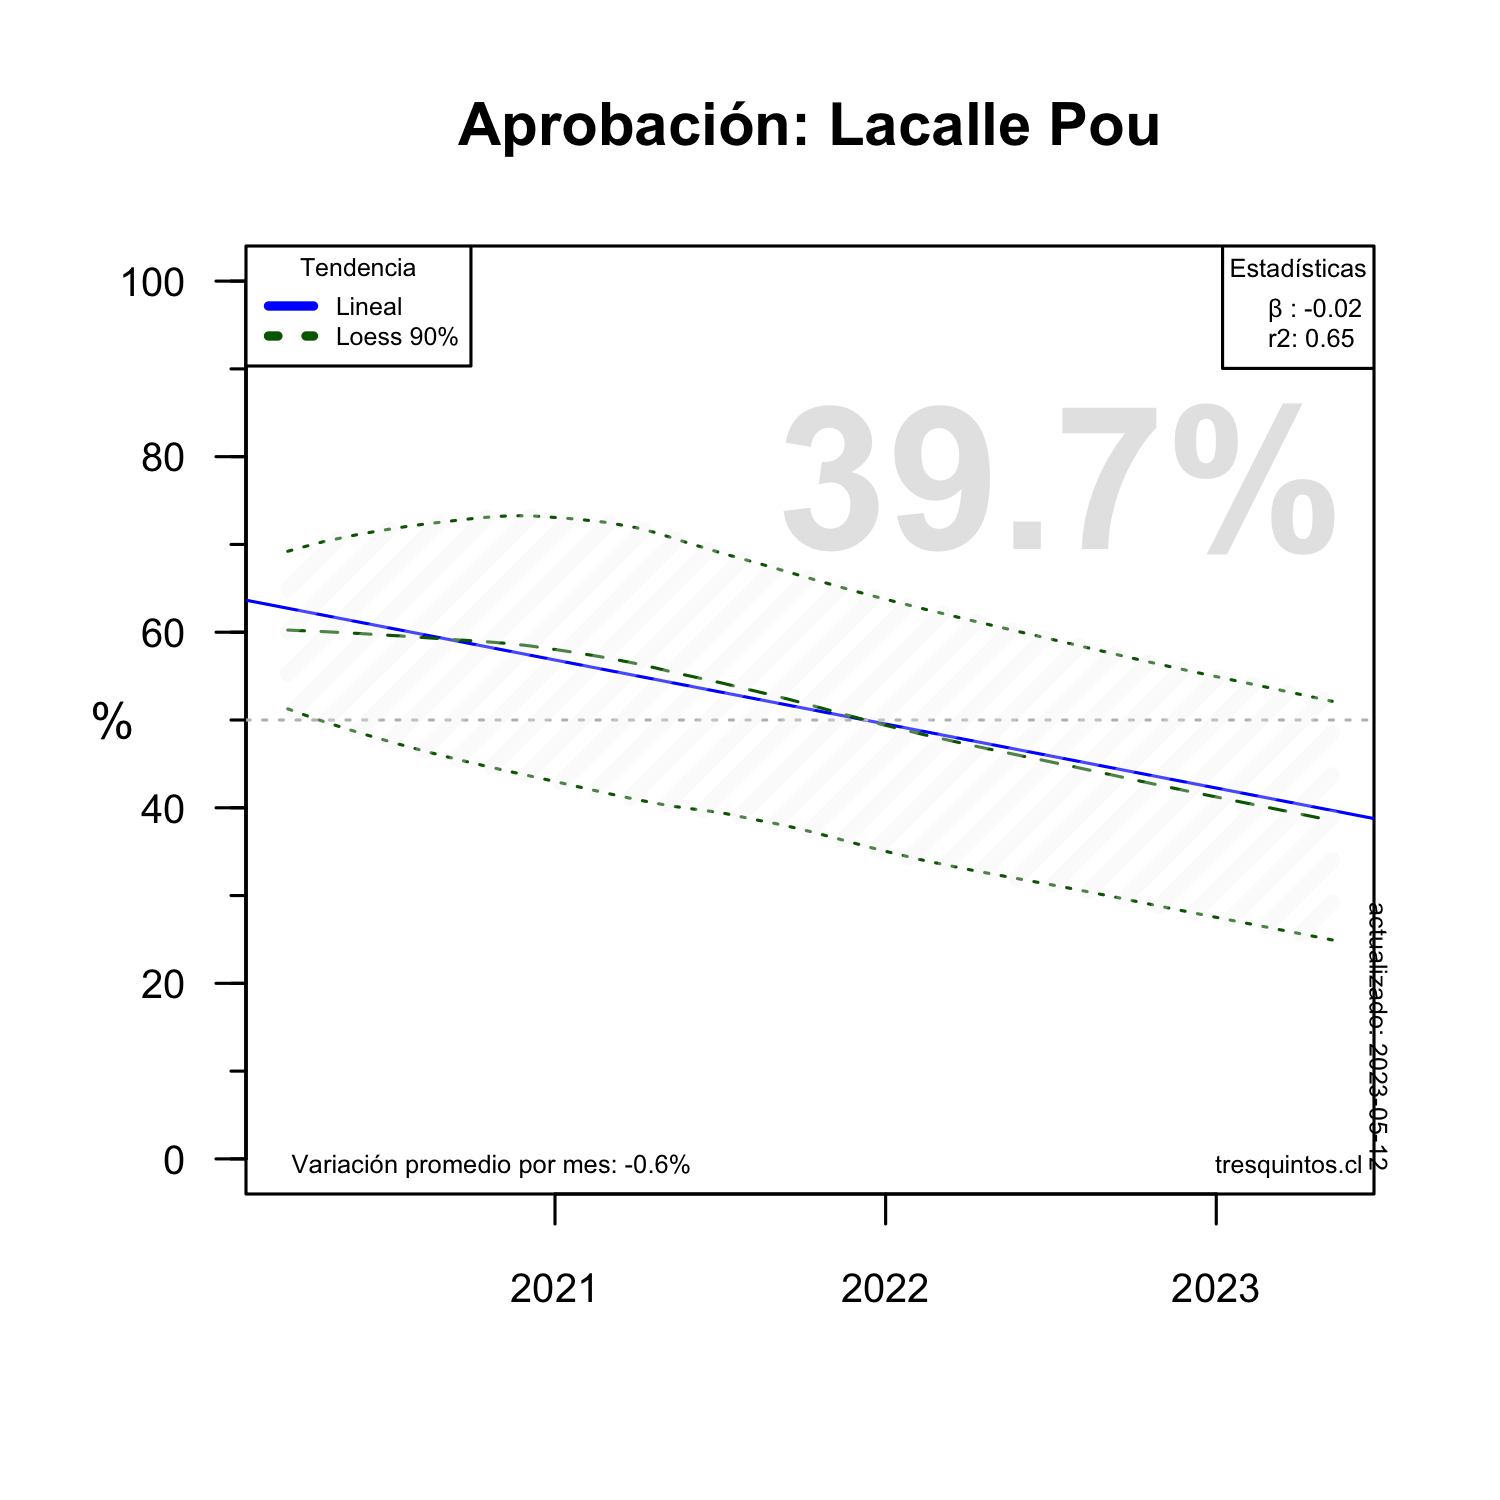 Aprobación: Lacalle Pou
Tendencia
Lineal
Loess 90%
Estadísticas
β : -0.02
r2: 0.65
39.7%
100
80
60
%
40
20
0
actualizado: 2023-05-12
Variación promedio por mes: -0.6%
tresquintos.cl
2021
2022
2023